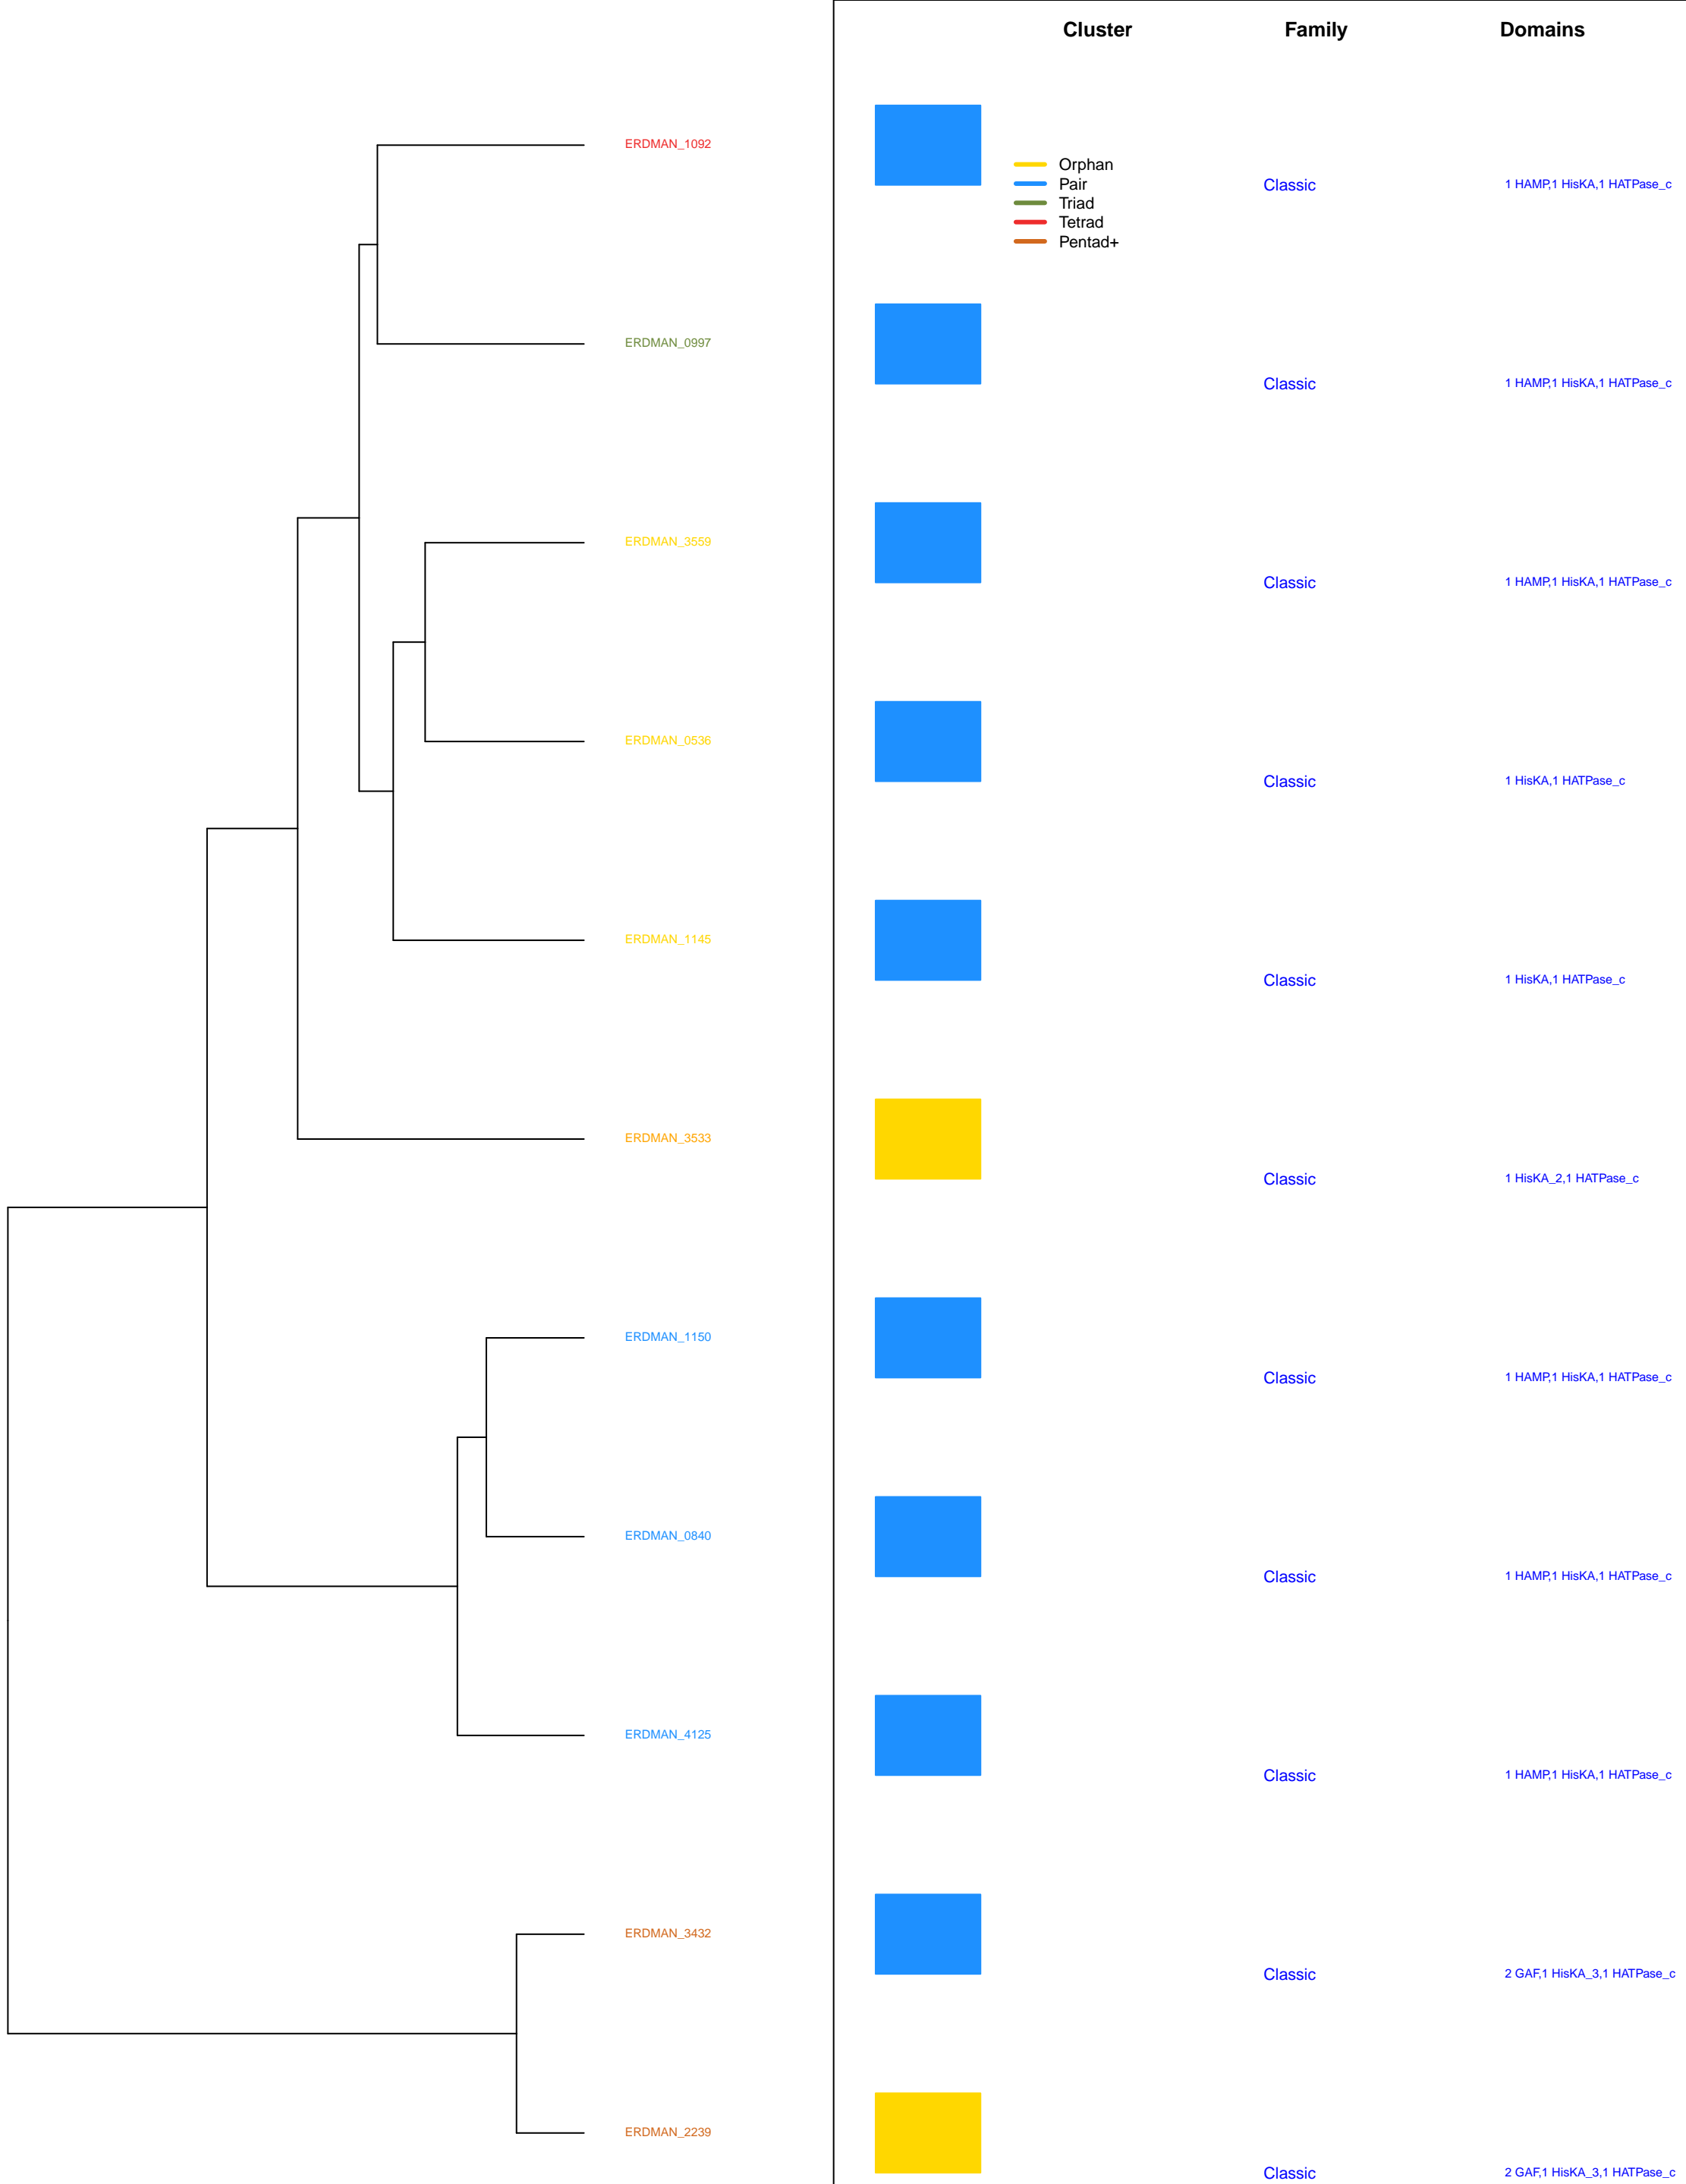 Cluster Family Domains
ERDMAN_1092
Orphan
Pair
Triad
Tetrad
Pentad+
Classic 1 HAMP,1 HisKA,1 HATPase_c
ERDMAN_0997
Classic 1 HAMP,1 HisKA,1 HATPase_c
ERDMAN_3559
Classic 1 HAMP,1 HisKA,1 HATPase_c
ERDMAN_0536
Classic 1 HisKA,1 HATPase_c
ERDMAN_1145
Classic 1 HisKA,1 HATPase_c
ERDMAN_3533
Classic 1 HisKA_2,1 HATPase_c
ERDMAN_1150
Classic 1 HAMP,1 HisKA,1 HATPase_c
ERDMAN_0840
Classic 1 HAMP,1 HisKA,1 HATPase_c
ERDMAN_4125
Classic 1 HAMP,1 HisKA,1 HATPase_c
ERDMAN_3432
Classic 2 GAF,1 HisKA_3,1 HATPase_c
ERDMAN_2239
Classic 2 GAF,1 HisKA_3,1 HATPase_c